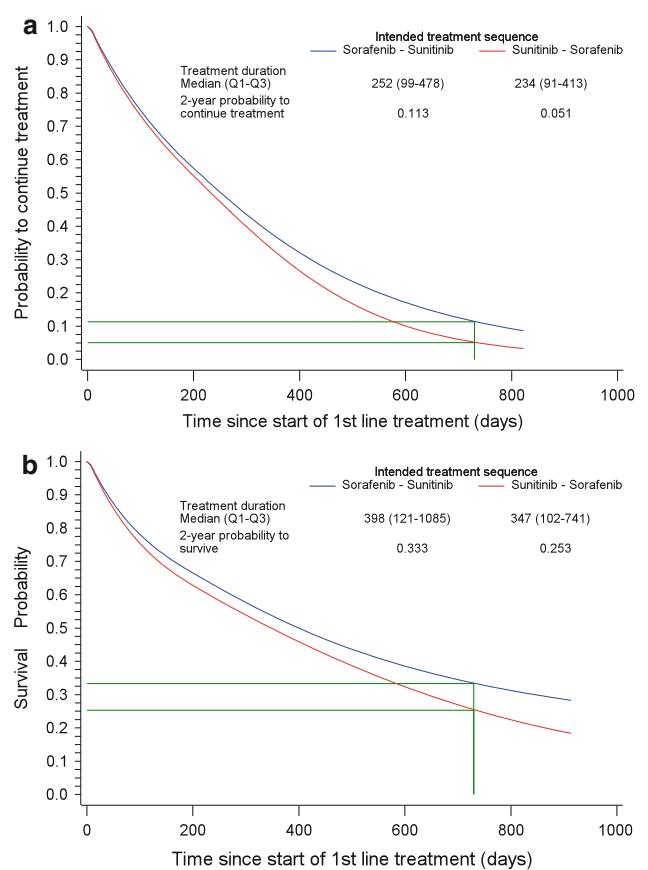 a
Intended treatment sequence
Sorafenib - Sunitinib Sunitinib - Sorafenib
Treatment duration
Median (Q1-Q3) 252 (99-478) 234 (91-413)
2-year probability to
continue treatment 0.113 0.051
Probability to continue treatment
1.0
0.9
0.8
0.7
0.6
0.5
0.4
0.3
0.2
0.1
0.0
0 200 400 600 800 1000
Time since start of 1st line treatment (days)
b
Intended treatment sequence
Sorafenib - Sunitinib Sunitinib - Sorafenib
Treatment duration
Median (Q1-Q3) 398 (121-1085) 347 (102-741)
2-year probability to
survive 0.333 0.253
Survival Probability
1.0
0.9
0.8
0.7
0.6
0.5
0.4
0.3
0.2
0.1
0.0
0 200 400 600 800 1000
Time since start of 1st line treatment (days)